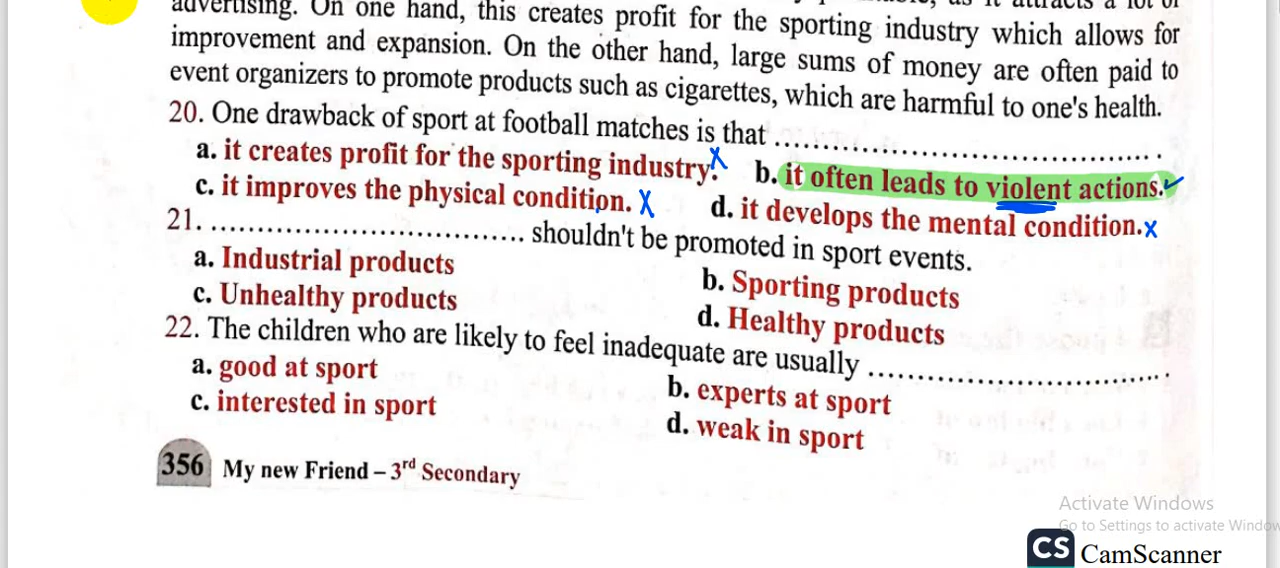 advertising. On one hand, this creates profit for the sporting industry which allows for
improvement and expansion. On the other hand, large sums of money are often paid to
event organizers to promote products such as cigarettes, which are harmful to one's health.
20. One drawback of sport at football matches is that ........................................
a. it creates profit for the sporting industry. X b. it often leads to violent actions. ✓
c. it improves the physical condition. X d. it develops the mental condition. x
21. ................................ shouldn't be promoted in sport events.
a. Industrial products b. Sporting products
c. Unhealthy products d. Healthy products
22. The children who are likely to feel inadequate are usually ................................
a. good at sport b. experts at sport
c. interested in sport d. weak in sport
356 My new Friend – 3rd Secondary
Activate Windows
Go to Settings to activate Window
CS CamScanner